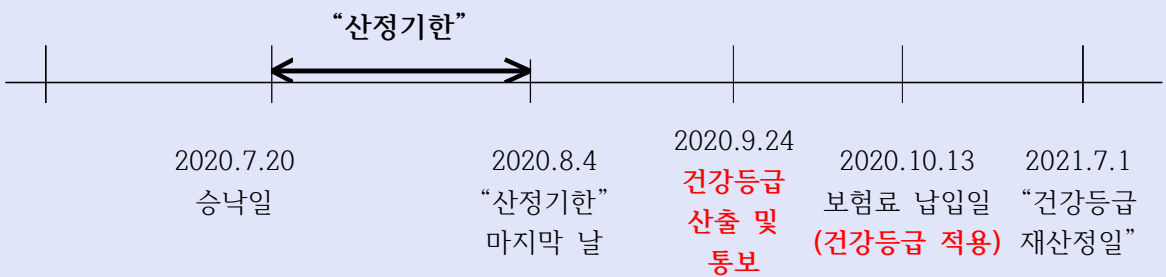 “산정기한”
2020.7.20
승낙일
2020.8.4
“산정기한”
마지막 날
2020.9.24
건강등급
산출 및
통보
2020.10.13
보험료 납입일
(건강등급 적용)
2021.7.1
“건강등급
재산정일”